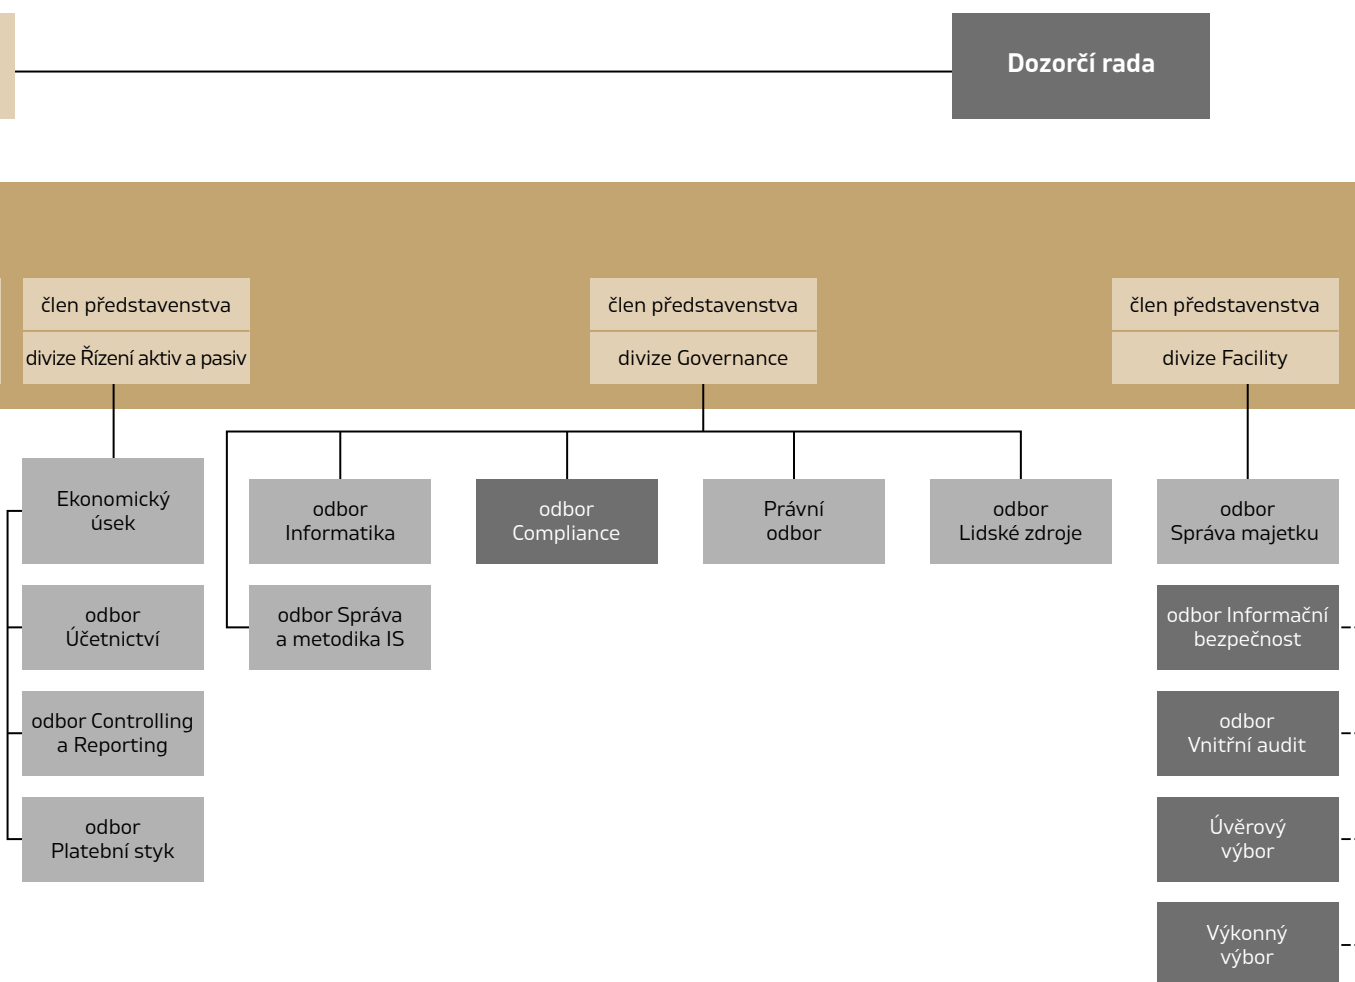 Dozorčí rada
člen představenstva
divize Řízení aktiv a pasiv
člen představenstva
divize Governance
člen představenstva
divize Facility
Ekonomický
úsek
odbor
Účetnictví
odbor Controlling
a Reporting
odbor
Platební styk
odbor
Informatika
odbor Správa
a metodika IS
odbor
Compliance
Právní
odbor
odbor
Lidské zdroje
odbor
Správa majetku
odbor Informační
bezpečnost
odbor
Vnitřní audit
Úvěrový
výbor
Výkonný
výbor